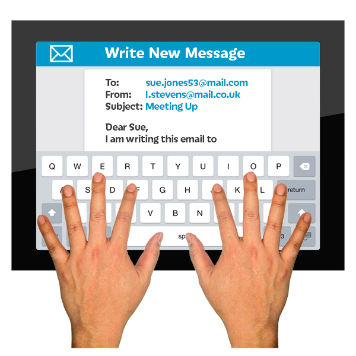 Write New Message
To: sue.jones53@mail.com
From: l.stevens@mail.co.uk
Subject: Meeting Up
Dear Sue,
I am writing this email to
Q W E R T Y U I O P
A S D F G H J K L return
V B N
sp